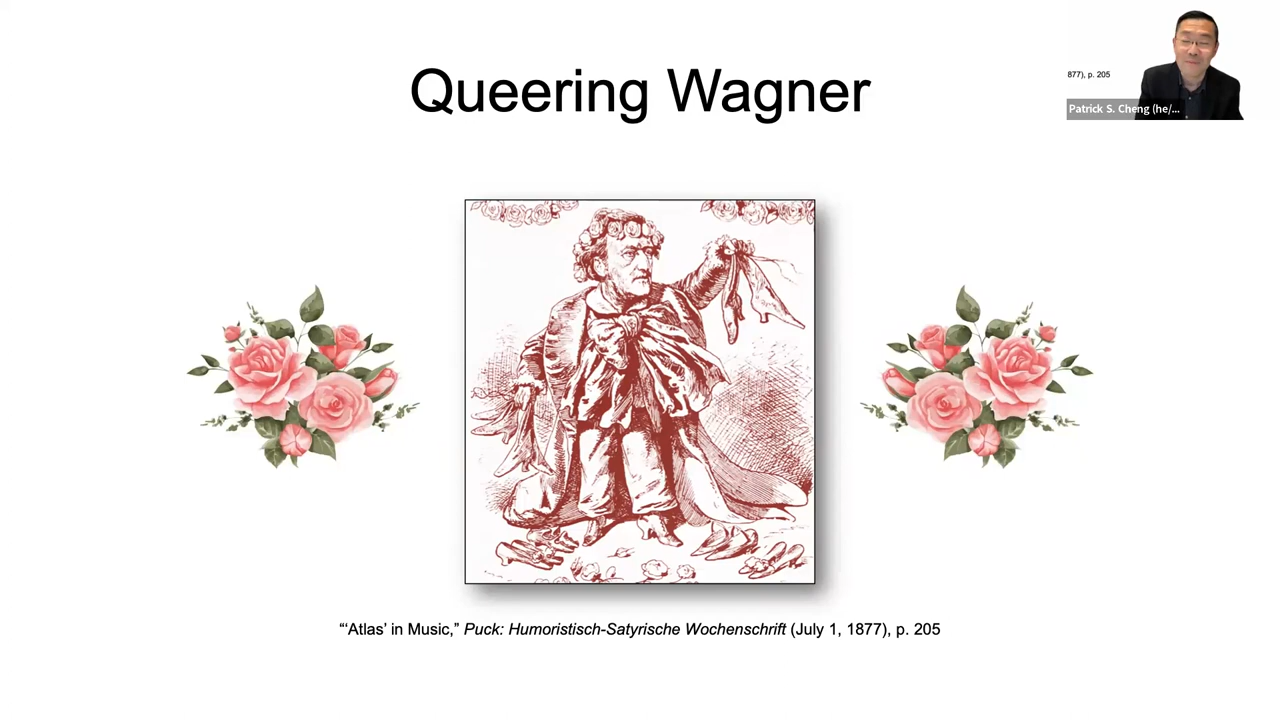 Queering Wagner
877), p. 205
Patrick S. Cheng (he/...
“‘Atlas’ in Music,” Puck: Humoristisch-Satyrische Wochenschrift (July 1, 1877), p. 205